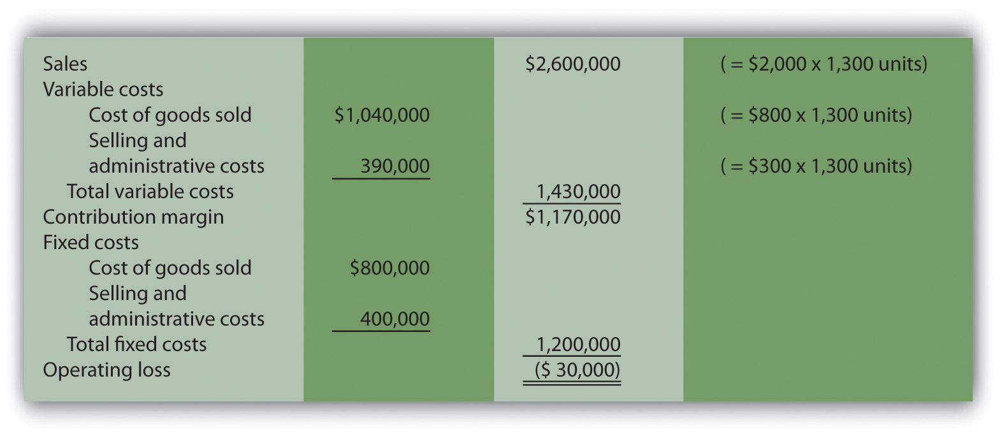 Sales $2,600,000 ( = $2,000 x 1,300 units)
Variable costs
Cost of goods sold $1,040,000 ( = $800 x 1,300 units)
Selling and
administrative costs 390,000 ( = $300 x 1,300 units)
Total variable costs 1,430,000
Contribution margin $1,170,000
Fixed costs
Cost of goods sold $800,000
Selling and
administrative costs 400,000
Total fixed costs 1,200,000
Operating loss ($ 30,000)